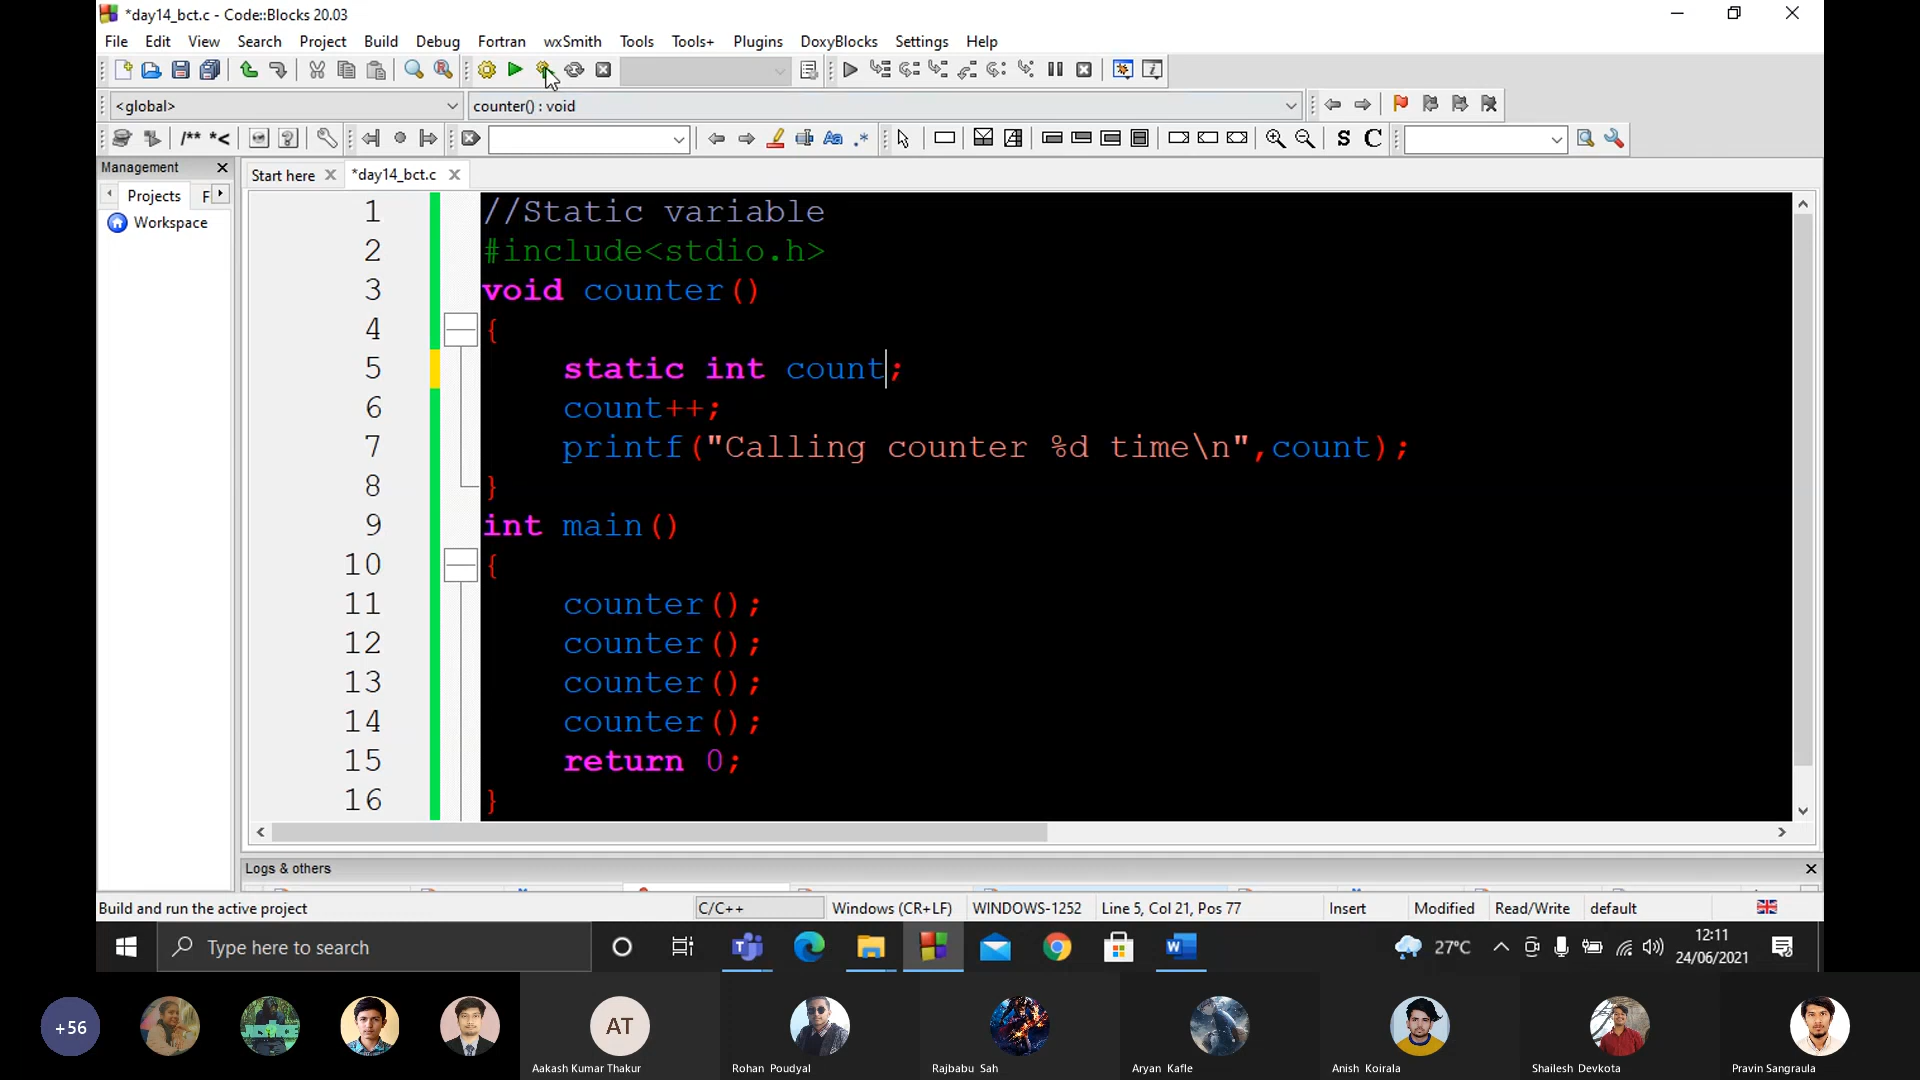 *day14_bct.c - Code::Blocks 20.03
File Edit View Search Project Build Debug Fortran wxSmith Tools Tools+ Plugins DoxyBlocks Settings Help
<global> counter() : void
/** *< Aa .* S C
Management
Start here *day14_bct.c
Projects F
Workspace
1 //Static variable
2 #include<stdio.h>
3 void counter()
4 {
5 static int count;
6 count++;
7 printf("Calling counter %d time\n",count);
8 }
9 int main()
10 {
11 counter();
12 counter();
13 counter();
14 counter();
15 return 0;
16 }
Logs & others
Build and run the active project C/C++ Windows (CR+LF) WINDOWS-1252 Line 5, Col 21, Pos 77 Insert Modified Read/Write default
Type here to search 27°C 12:11
24/06/2021
+56 AT
Aakash Kumar Thakur Rohan Poudyal Rajbabu Sah Aryan Kafle Anish Koirala Shailesh Devkota Pravin Sangraula